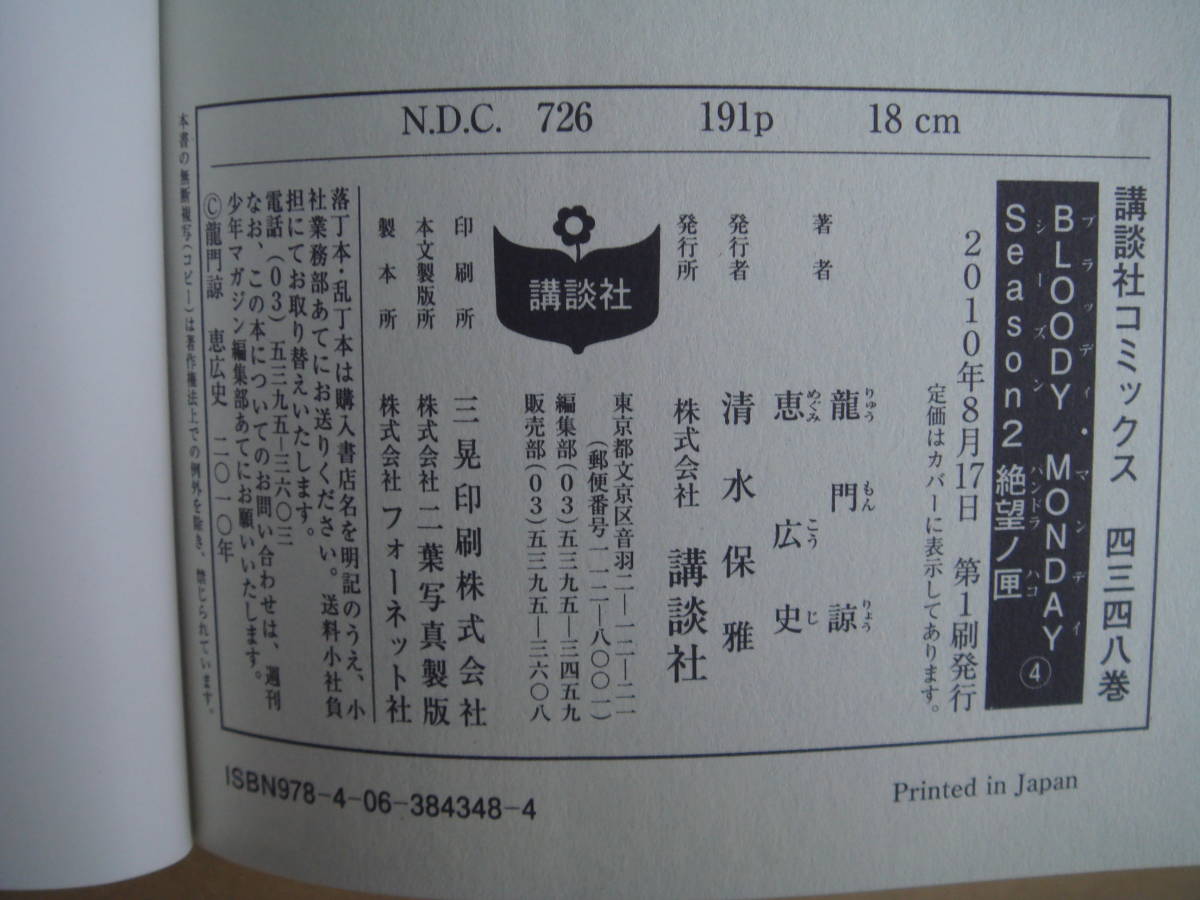 N.D.C. 726 191p 18 cm
講談社コミックス 四三四八巻
ブラッディ・マンデイ
BLOODY MONDAY
シーズン パンドラ ハコ
Season2 絶望ノ匣 ④
2010年8月17日 第1刷発行
定価はカバーに表示してあります。
著者 龍門諒
りゅう もん りょう
恵広史
めぐみ こう じ
発行者 清水保雅
発行所 株式会社 講談社
東京都文京区音羽二―一二―二一
(郵便番号一一二―八〇〇一)
編集部(03)五三九五―三四五九
販売部(03)五三九五―三六〇八
講談社
印刷所 三晃印刷株式会社
本文製版所 株式会社二葉写真製版
製本所 株式会社フォーネット社
落丁本・乱丁本は購入書店名を明記のうえ、小
社業務部あてにお送りください。送料小社負
担にてお取り替えいたします。
電話(03)五三九五―三六〇三
なお、この本についてのお問い合わせは、週刊
少年マガジン編集部あてにお願いいたします。
Ⓒ龍門諒 恵広史 二〇一〇年
本書の無断複写(コピー)は著作権法上での例外を除き、禁じられています。
ISBN978-4-06-384348-4
Printed in Japan